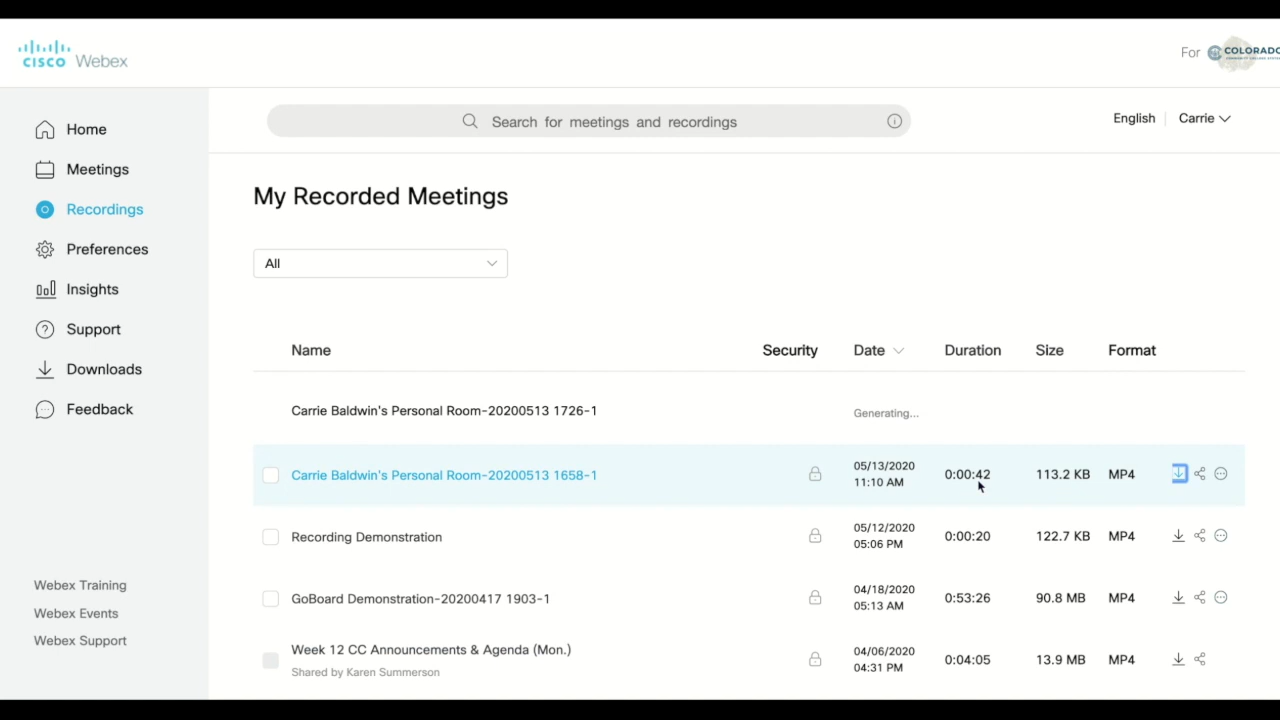 CISCO Webex
For COLORADO
Search for meetings and recordings
English
Carrie
Home
Meetings
Recordings
Preferences
Insights
Support
Downloads
Feedback
Webex Training
Webex Events
Webex Support
My Recorded Meetings
All
Name Security Date Duration Size Format
Carrie Baldwin's Personal Room-20200513 1726-1 Generating...
Carrie Baldwin's Personal Room-20200513 1658-1 05/13/2020 0:00:42 113.2 KB MP4
11:10 AM
Recording Demonstration 05/12/2020 0:00:20 122.7 KB MP4
05:06 PM
GoBoard Demonstration-20200417 1903-1 04/18/2020 0:53:26 90.8 MB MP4
05:13 AM
Week 12 CC Announcements & Agenda (Mon.) 04/06/2020 0:04:05 13.9 MB MP4
Shared by Karen Summerson 04:31 PM